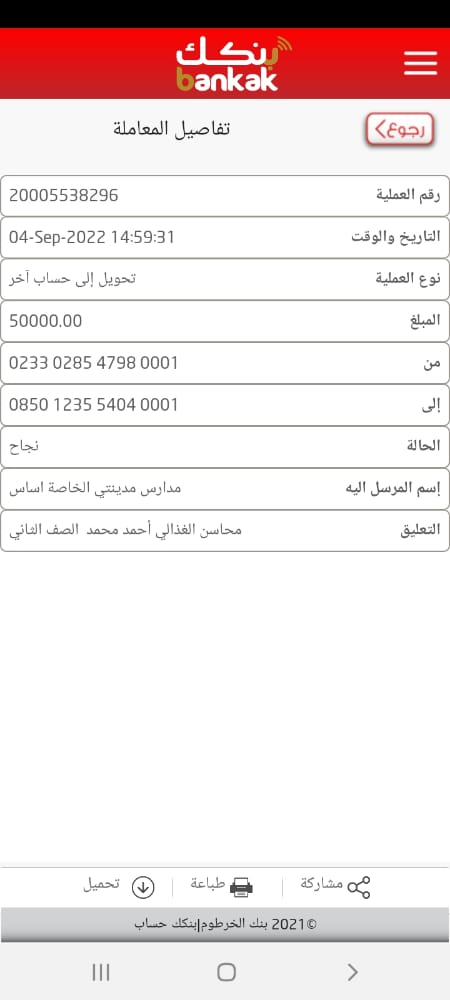 بنكك
bankak
رجوع
تفاصيل المعاملة
رقم العملية 20005538296
التاريخ والوقت 04-Sep-2022 14:59:31
نوع العملية تحويل إلى حساب آخر
المبلغ 50000.00
من 0233 0285 4798 0001
إلى 0850 1235 5404 0001
الحالة نجاح
إسم المرسل اليه مدارس مدينتي الخاصة اساس
التعليق محاسن الغذالي أحمد محمد الصف الثاني
مشاركة طباعة تحميل
©2021 بنك الخرطوم|بنكك حساب